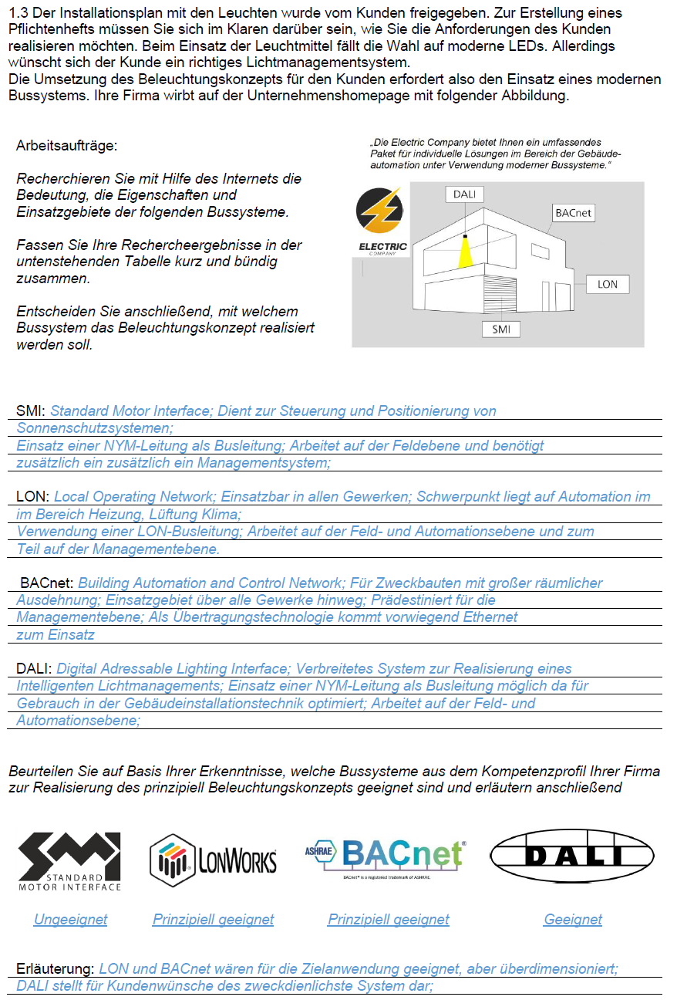 1.3 Der Installationsplan mit den Leuchten wurde vom Kunden freigegeben. Zur Erstellung eines
Pflichtenhefts müssen Sie sich im Klaren darüber sein, wie Sie die Anforderungen des Kunden
realisieren möchten. Beim Einsatz der Leuchtmittel fällt die Wahl auf moderne LEDs. Allerdings
wünscht sich der Kunde ein richtiges Lichtmanagementsystem.
Die Umsetzung des Beleuchtungskonzepts für den Kunden erfordert also den Einsatz eines modernen
Bussystems. Ihre Firma wirbt auf der Unternehmenshomepage mit folgender Abbildung.
Arbeitsaufträge:
Recherchieren Sie mit Hilfe des Internets die
Bedeutung, die Eigenschaften und
Einsatzgebiete der folgenden Bussysteme.
Fassen Sie Ihre Rechercheergebnisse in der
untenstehenden Tabelle kurz und bündig
zusammen.
Entscheiden Sie anschließend, mit welchem
Bussystem das Beleuchtungskonzept realisiert
werden soll.
„Die Electric Company bietet Ihnen ein umfassendes
Paket für individuelle Lösungen im Bereich der Gebäude-
automation unter Verwendung moderner Bussysteme.“
DALI
BACnet
ELECTRIC
COMPANY
LON
SMI
SMI: Standard Motor Interface; Dient zur Steuerung und Positionierung von
Sonnenschutzsystemen;
Einsatz einer NYM-Leitung als Busleitung; Arbeitet auf der Feldebene und benötigt
zusätzlich ein zusätzlich ein Managementsystem;
LON: Local Operating Network; Einsatzbar in allen Gewerken; Schwerpunkt liegt auf Automation im
im Bereich Heizung, Lüftung Klima;
Verwendung einer LON-Busleitung; Arbeitet auf der Feld- und Automationsebene und zum
Teil auf der Managementebene.
BACnet: Building Automation and Control Network; Für Zweckbauten mit großer räumlicher
Ausdehnung; Einsatzgebiet über alle Gewerke hinweg; Prädestiniert für die
Managementebene; Als Übertragungstechnologie kommt vorwiegend Ethernet
zum Einsatz
DALI: Digital Adressable Lighting Interface; Verbreitetes System zur Realisierung eines
Intelligenten Lichtmanagements; Einsatz einer NYM-Leitung als Busleitung möglich da für
Gebrauch in der Gebäudeinstallationstechnik optimiert; Arbeitet auf der Feld- und
Automationsebene;
Beurteilen Sie auf Basis Ihrer Erkenntnisse, welche Bussysteme aus dem Kompetenzprofil Ihrer Firma
zur Realisierung des prinzipiell Beleuchtungskonzepts geeignet sind und erläutern anschließend
SMI
STANDARD
MOTOR INTERFACE
LONWORKS®
ASHRAE BACnet®
BACnet® is a registered trademark of ASHRAE.
DALI
Ungeeignet
Prinzipiell geeignet
Prinzipiell geeignet
Geeignet
Erläuterung: LON und BACnet wären für die Zielanwendung geeignet, aber überdimensioniert;
DALI stellt für Kundenwünsche des zweckdienlichste System dar;